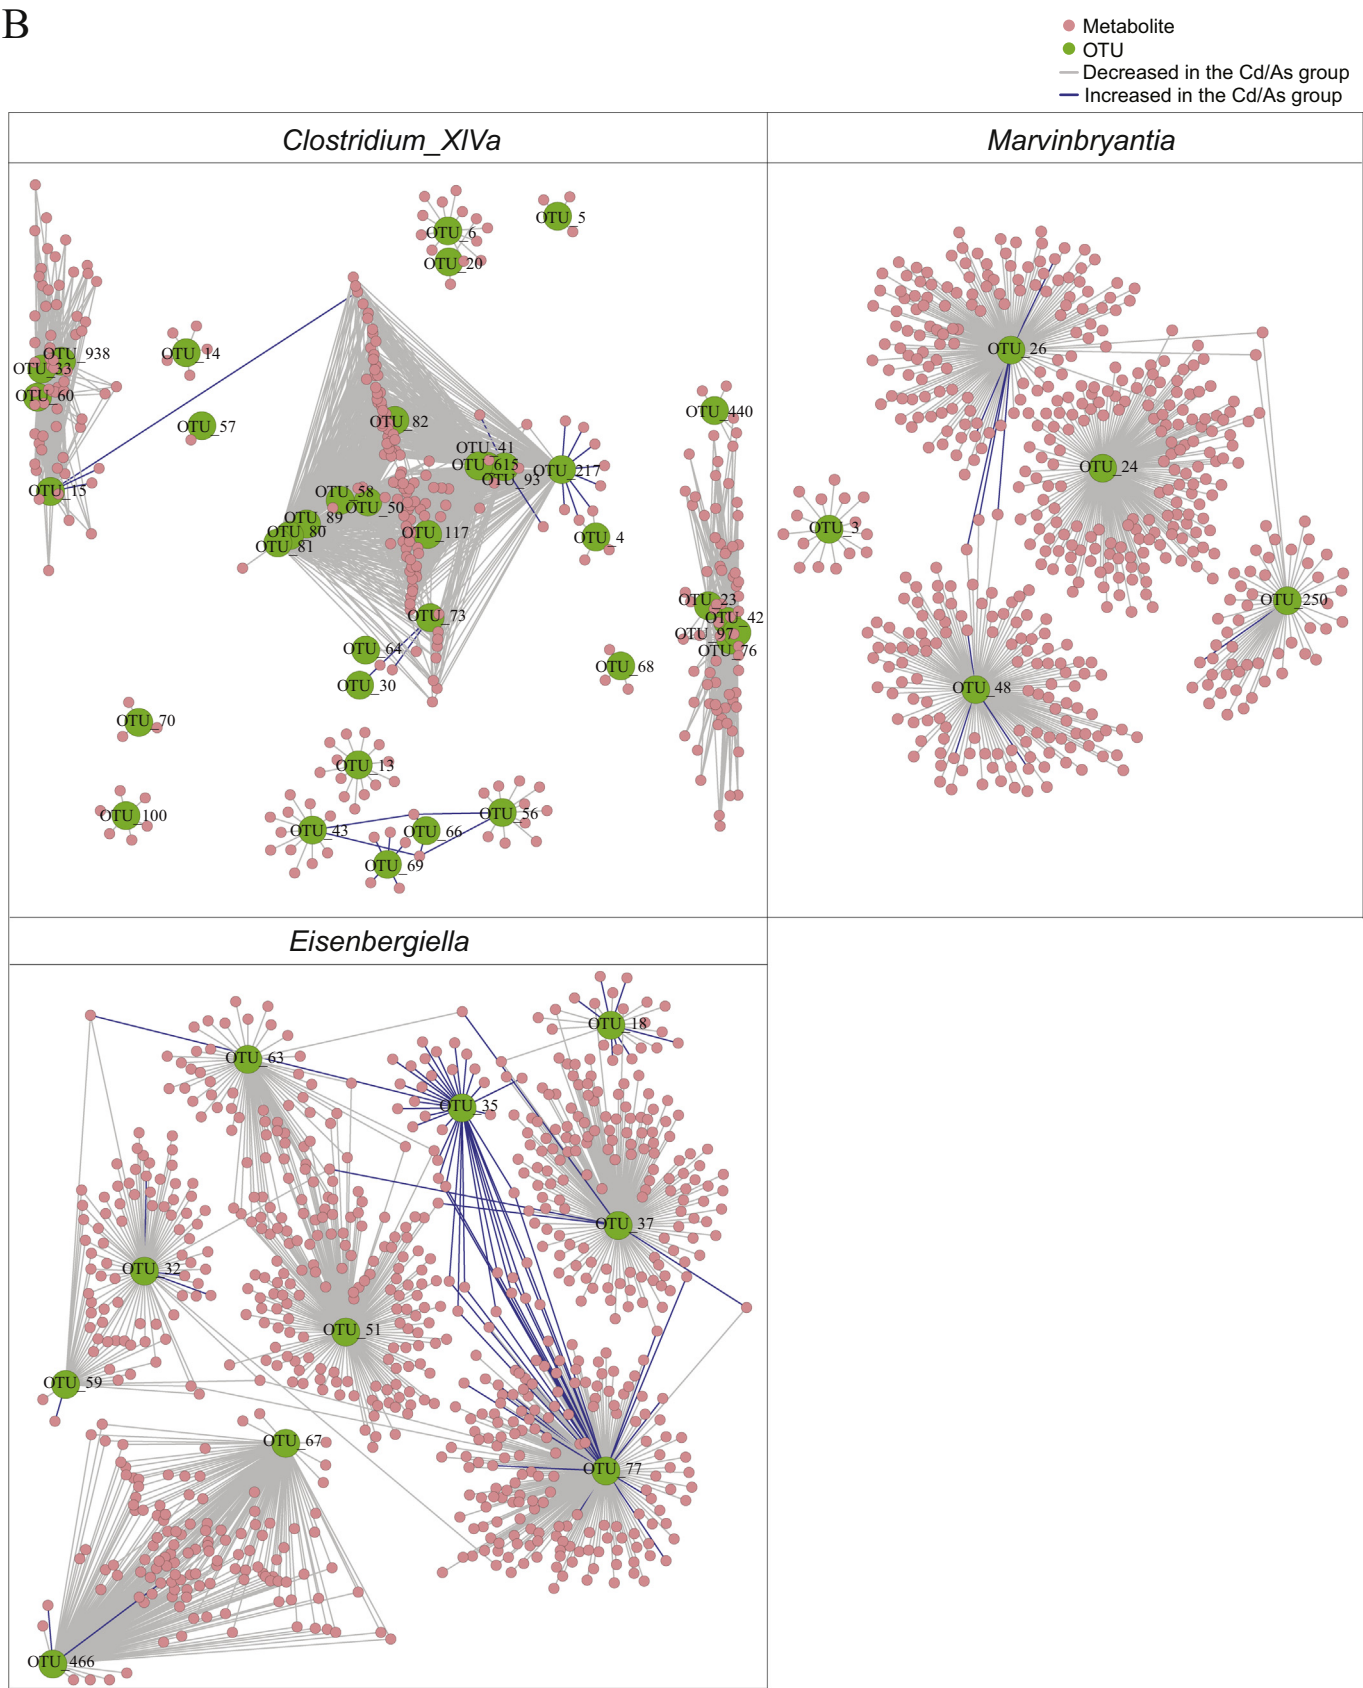 B
Metabolite
OTU
Decreased in the Cd/As group
Increased in the Cd/As group
Clostridium_XlVa
Marvinbryantia
OTU_6
OTU_5
OTU_20
OTU_938
OTU_33
OTU_60
OTU_14
OTU_57
OTU_15
OTU_82
OTU_41
OTU_615
OTU_93
OTU_217
OTU_440
OTU_58
OTU_50
OTU_89
OTU_80
OTU_81
OTU_117
OTU_4
OTU_73
OTU_23
OTU_42
OTU_97
OTU_76
OTU_64
OTU_30
OTU_68
OTU_70
OTU_13
OTU_100
OTU_43
OTU_66
OTU_56
OTU_69
OTU_26
OTU_24
OTU_3
OTU_250
OTU_48
Eisenbergiella
OTU_18
OTU_63
OTU_35
OTU_37
OTU_32
OTU_51
OTU_59
OTU_67
OTU_77
OTU_466